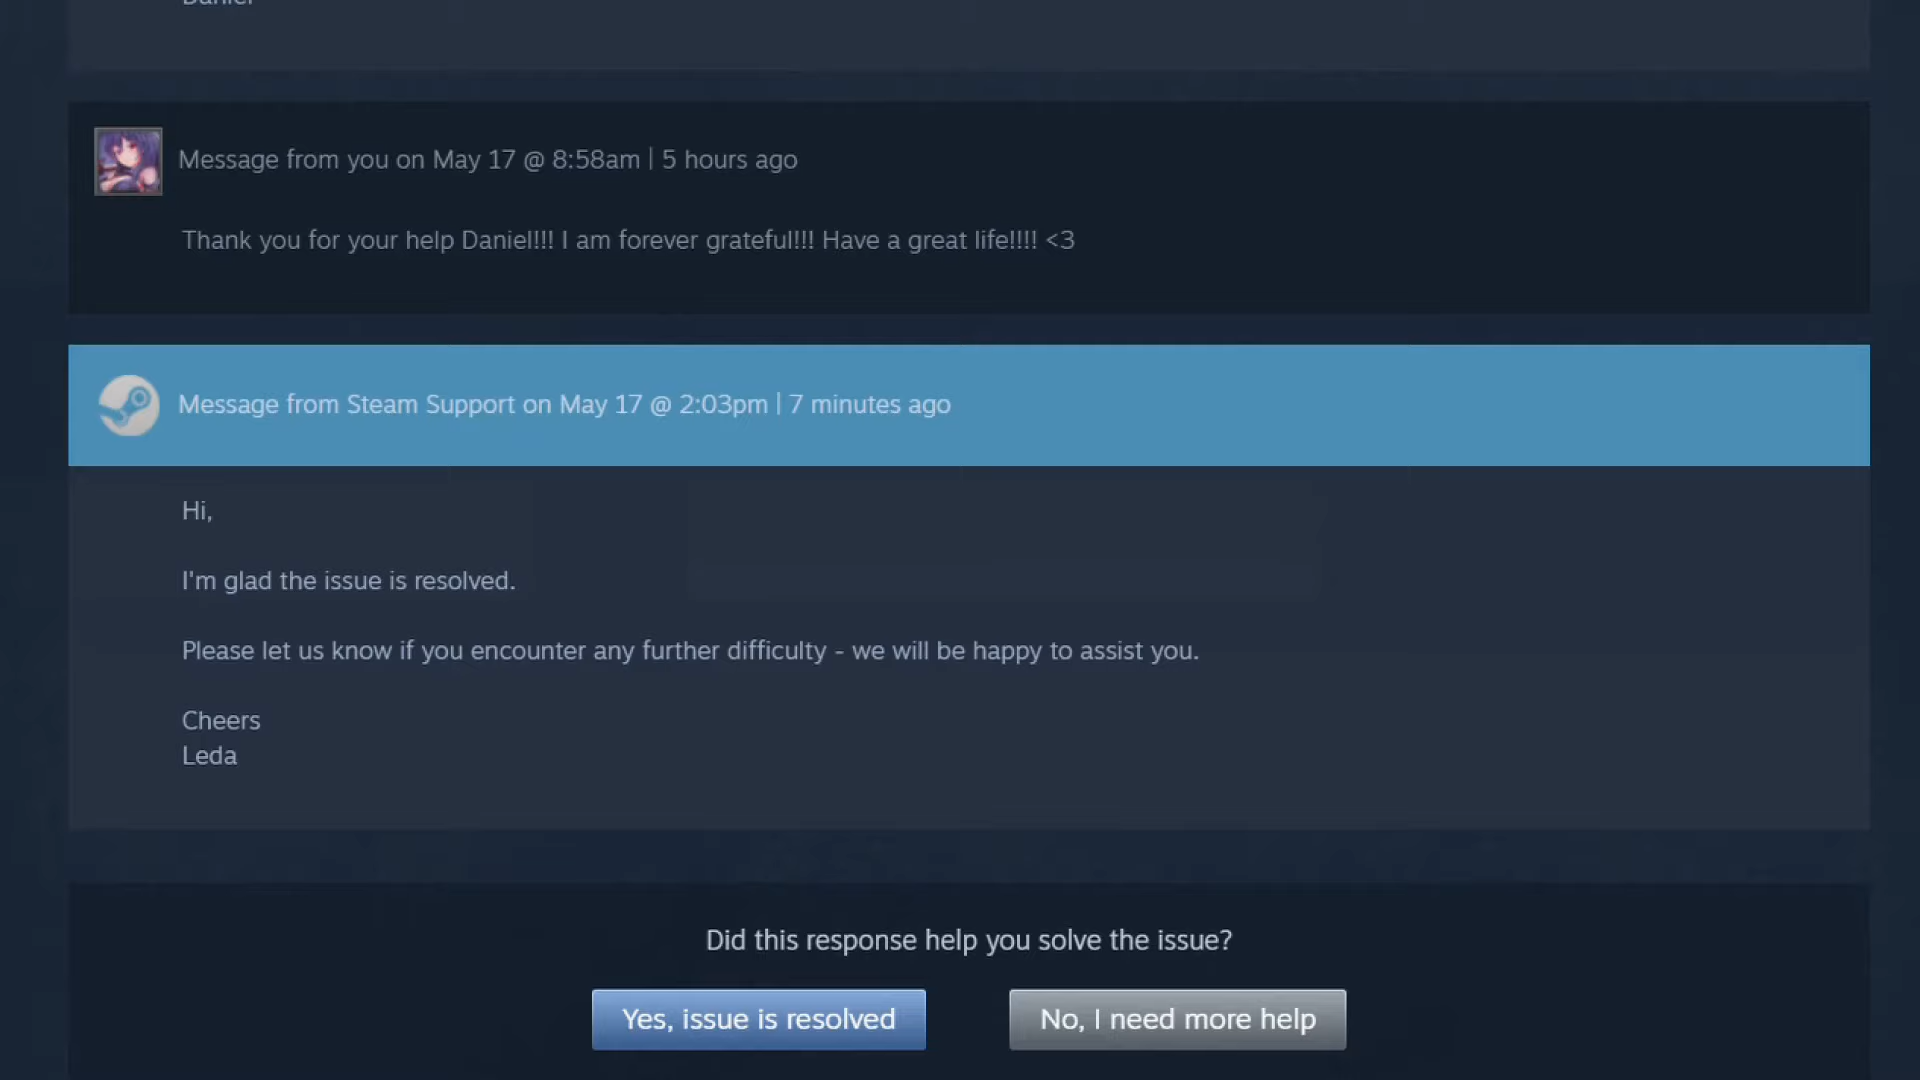 Daniel
Message from you on May 17 @ 8:58am | 5 hours ago
Thank you for your help Daniel!!! I am forever grateful!!! Have a great life!!!! <3
Message from Steam Support on May 17 @ 2:03pm | 7 minutes ago
Hi,
I'm glad the issue is resolved.
Please let us know if you encounter any further difficulty - we will be happy to assist you.
Cheers
Leda
Did this response help you solve the issue?
Yes, issue is resolved
No, I need more help